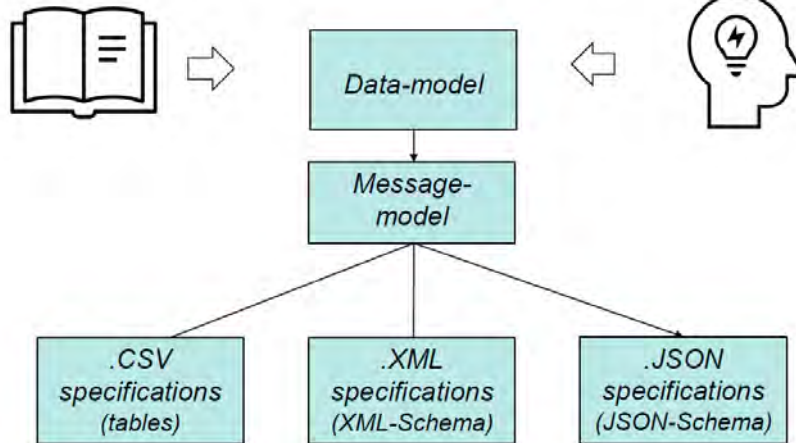 Data-model
Message-
model
.CSV
specifications
(tables)
.XML
specifications
(XML-Schema)
.JSON
specifications
(JSON-Schema)